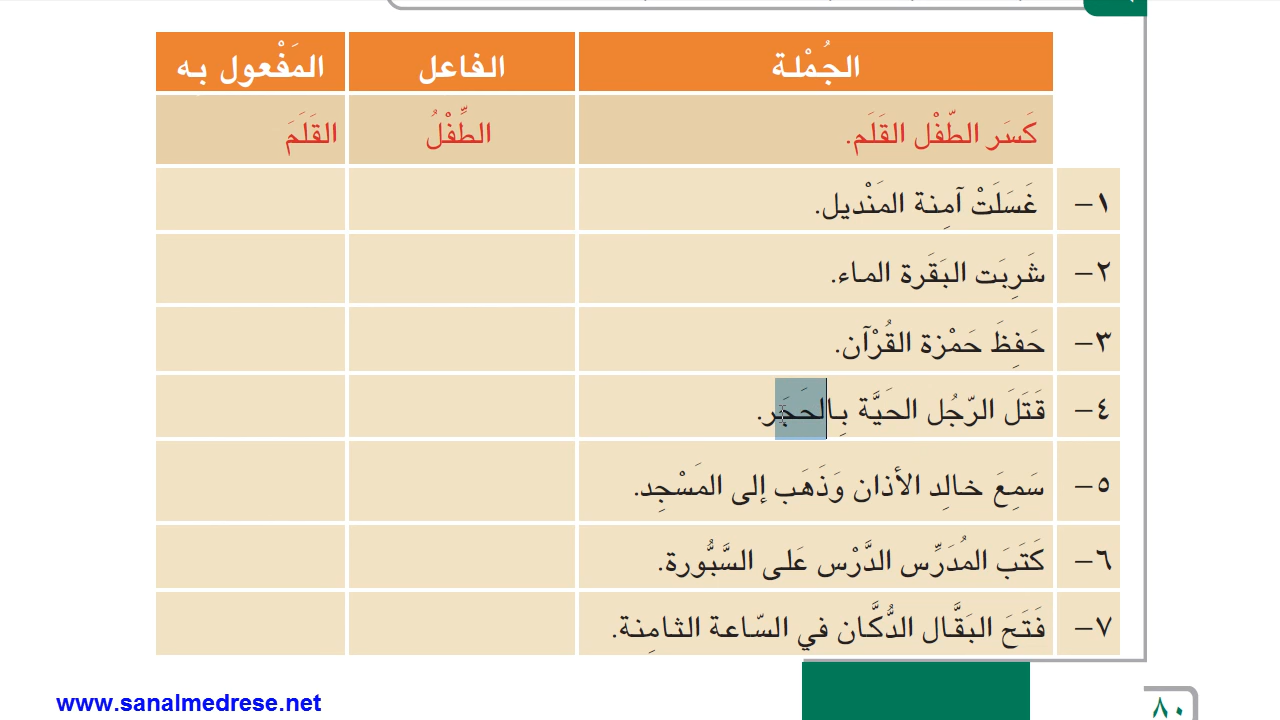 الجُمْلة الفاعل المَفْعول به
كَسَر الطّفْل القَلَم. الطِّفْلُ القَلَمَ
١- غَسَلَتْ آمِنة المَنْديل.
٢- شَرِبَت البَقَرة الماء.
٣- حَفِظَ حَمْزة القُرْآن.
٤- قَتَلَ الرّجُل الحَيَّة بِالحَجَر.
٥- سَمِعَ خالِد الأذان وَذَهَب إلى المَسْجِد.
٦- كَتَبَ المُدَرِّس الدَّرْس عَلى السَّبُّورة.
٧- فَتَحَ البَقَّال الدُّكَّان في السّاعة الثامِنة.
www.sanalmedrese.net
٨٠